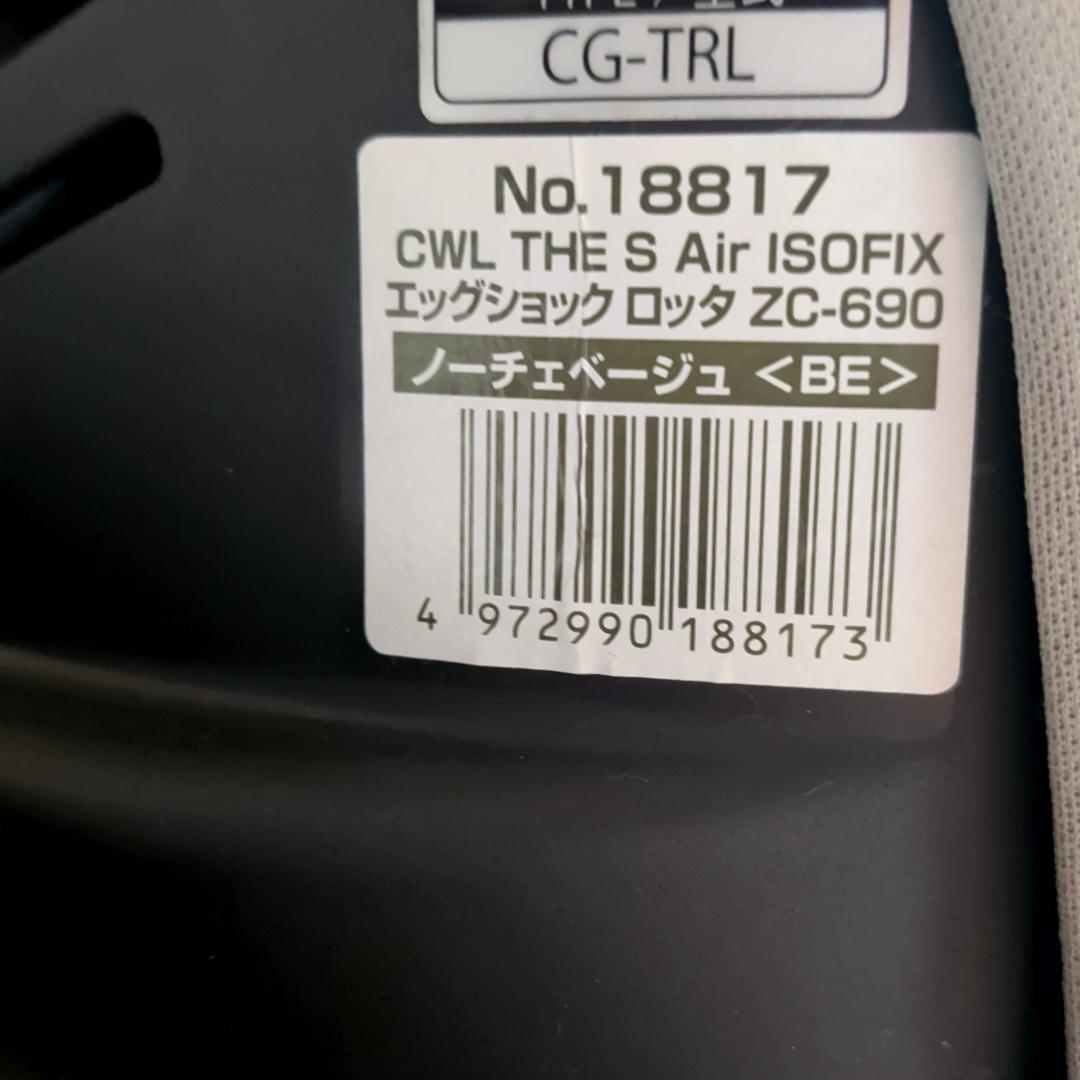 CG-TRL
No.18817
CWL THE S Air ISOFIX
エッグショック ロッタ ZC-690
ノーチェベージュ <BE>
4 972990 188173